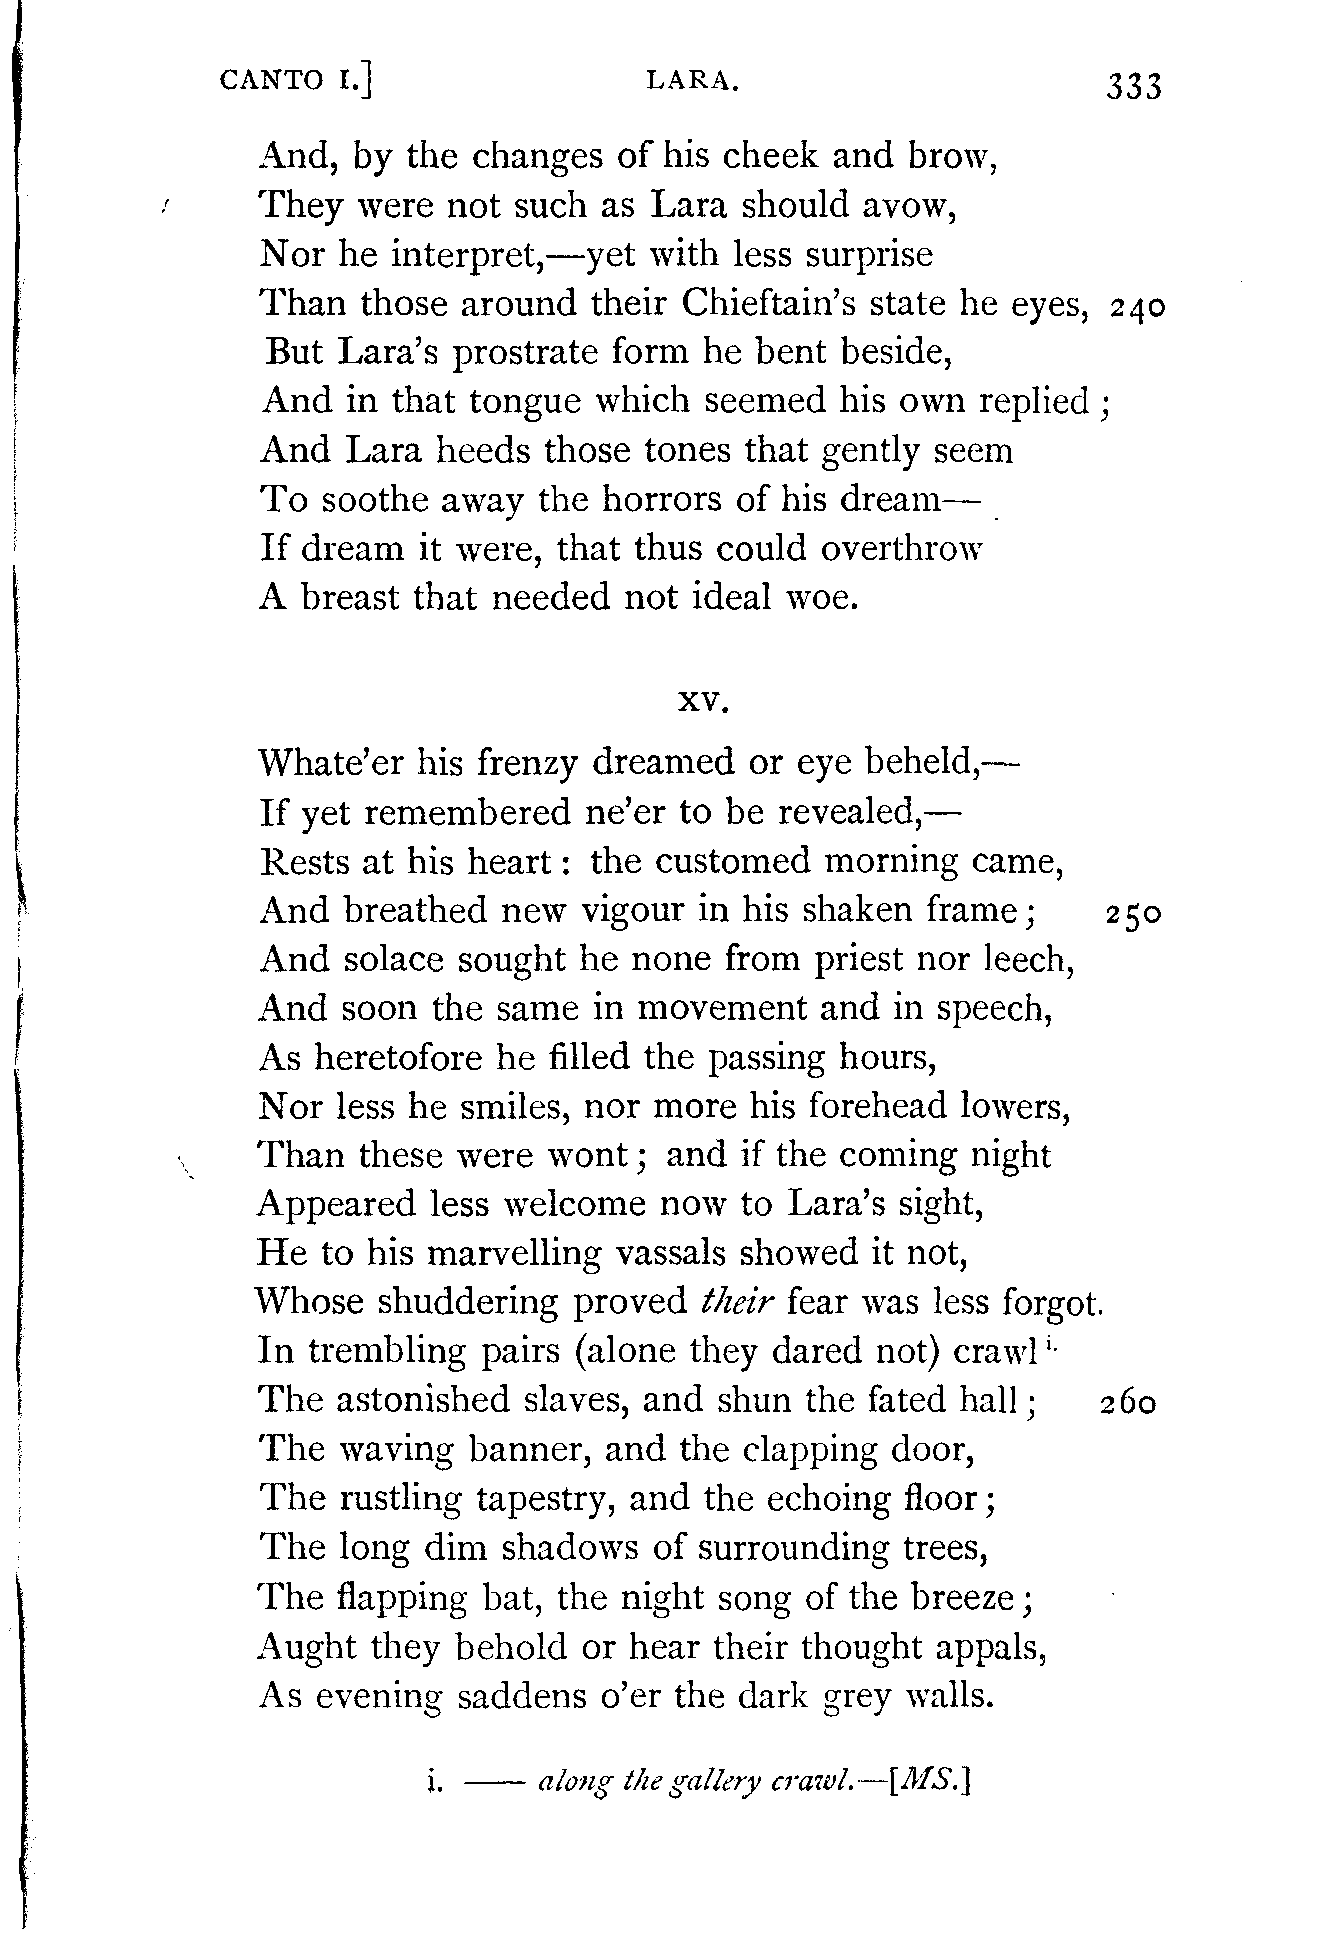 CANTO I.] LARA. 333
And, by the changes of his cheek and brow,
They were not such as Lara should avow,
Nor he interpret,—yet with less surprise
Than those around their Chieftain's state he eyes, 240
But Lara's prostrate form he bent beside,
And in that tongue which seemed his own replied;
And Lara heeds those tones that gently seem
To soothe away the horrors of his dream—
If dream it were, that thus could overthrow
A breast that needed not ideal woe.
XV.
Whate'er his frenzy dreamed or eye beheld,—
If yet remembered ne'er to be revealed,—
Rests at his heart: the customed morning came,
And breathed new vigour in his shaken frame; 250
And solace sought he none from priest nor leech,
And soon the same in movement and in speech,
As heretofore he filled the passing hours,
Nor less he smiles, nor more his forehead lowers,
Than these were wont; and if the coming night
Appeared less welcome now to Lara's sight,
He to his marvelling vassals showed it not,
Whose shuddering proved their fear was less forgot.
In trembling pairs (alone they dared not) crawl i.
The astonished slaves, and shun the fated hall; 260
The waving banner, and the clapping door,
The rustling tapestry, and the echoing floor;
The long dim shadows of surrounding trees,
The flapping bat, the night song of the breeze;
Aught they behold or hear their thought appals,
As evening saddens o'er the dark grey walls.
i. —— along the gallery crawl.—[MS.]